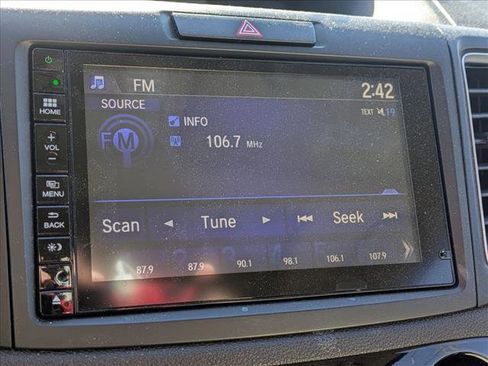 FM
2:42
SOURCE
TEXT 19
INFO
106.7 MHz
HOME
+
VOL
−
MENU
BACK
Scan Tune Seek
87.9 87.9 90.1 98.1 106.1 107.9